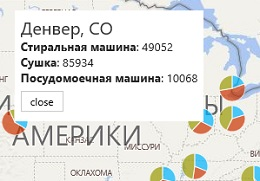 Денвер, CO
Стиральная машина: 49052
Сушка: 85934
Посудомоечная машина: 10068
close
АМЕРИКИ
МИССУРИ
ОКЛАХОМА